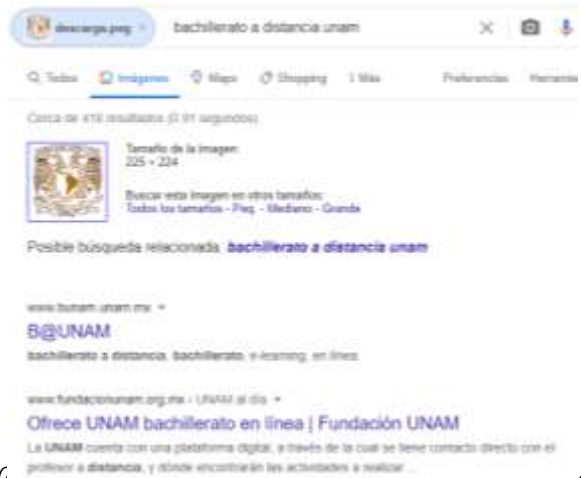 descarga.png × bachillerato a distancia unam
Todos Imágenes Maps Shopping Más Preferencias
Cerca de 410 resultados (0.91 segundos)
Tamaño de la imagen:
225 × 224
Buscar esta imagen en otros tamaños:
Todos los tamaños - Peq. - Mediano - Grande
Posible búsqueda relacionada: bachillerato a distancia unam
www.bunam.unam.mx
B@UNAM
bachillerato a distancia, bachillerato, e-learning, en línea.
www.fundacionunam.org.mx › UNAM al día
Ofrece UNAM bachillerato en línea | Fundación UNAM
La UNAM cuenta con una plataforma digital, a través de la cual se tiene contacto directo con el
profesor a distancia, y dónde encontrarán las actividades a realizar ...